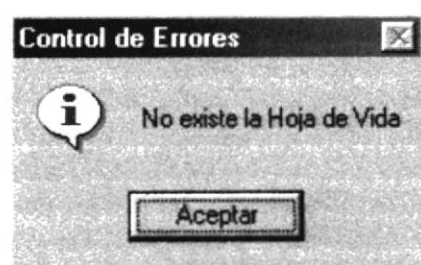 Control de Errores
No existe la Hoja de Vida
Aceptar